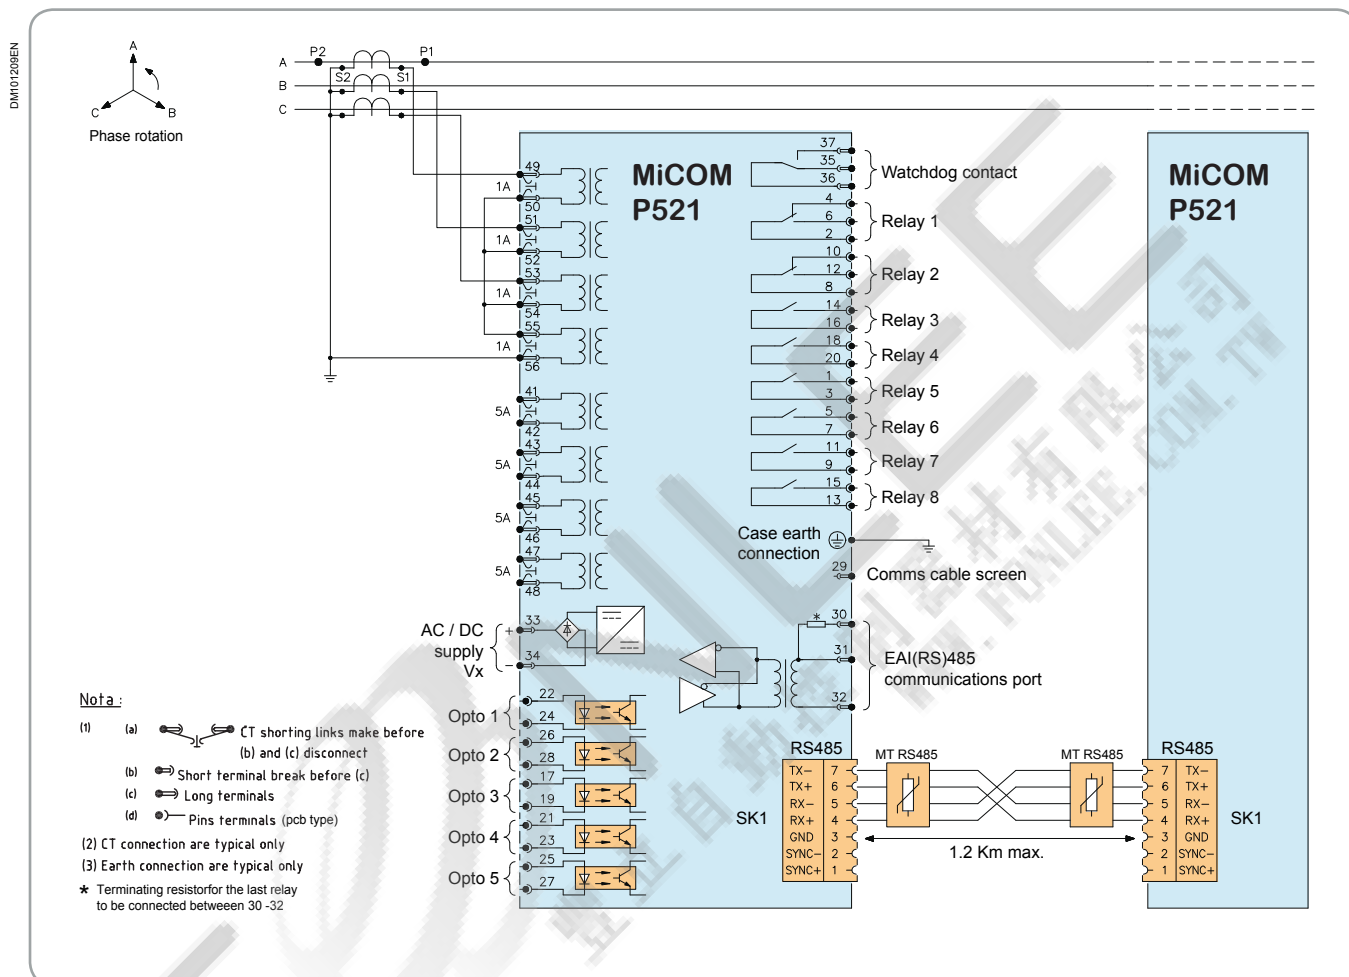 DM101209EN
A
C
B
Phase rotation
A
P2
P1
B
S2
S1
C
MiCOM
P521
MiCOM
P521
49
1A
50
51
1A
52
53
1A
54
55
1A
56
41
5A
42
43
5A
44
45
5A
46
47
5A
48
37
35
36
Watchdog contact
4
6
2
Relay 1
10
12
8
Relay 2
14
16
Relay 3
18
20
Relay 4
1
3
Relay 5
5
7
Relay 6
11
9
Relay 7
15
13
Relay 8
Case earth
connection
29
Comms cable screen
AC / DC
supply
Vx
+
33
-
34
*
30
31
32
EAI(RS)485
communications port
Opto 1
22
24
Opto 2
26
28
Opto 3
17
19
Opto 4
21
23
Opto 5
25
27
RS485
TX- 7
TX+ 6
RX- 5
RX+ 4
GND 3
SYNC- 2
SYNC+ 1
SK1
MT RS485
MT RS485
1.2 Km max.
RS485
7 TX-
6 TX+
5 RX-
4 RX+
3 GND
2 SYNC-
1 SYNC+
SK1
Nota :
(1) (a) CT shorting links make before
(b) and (c) disconnect
(b) Short terminal break before (c)
(c) Long terminals
(d) Pins terminals (pcb type)
(2) CT connection are typical only
(3) Earth connection are typical only
* Terminating resistorfor the last relay
to be connected betweeen 30 -32
WWW.FONLEE.COM.TW